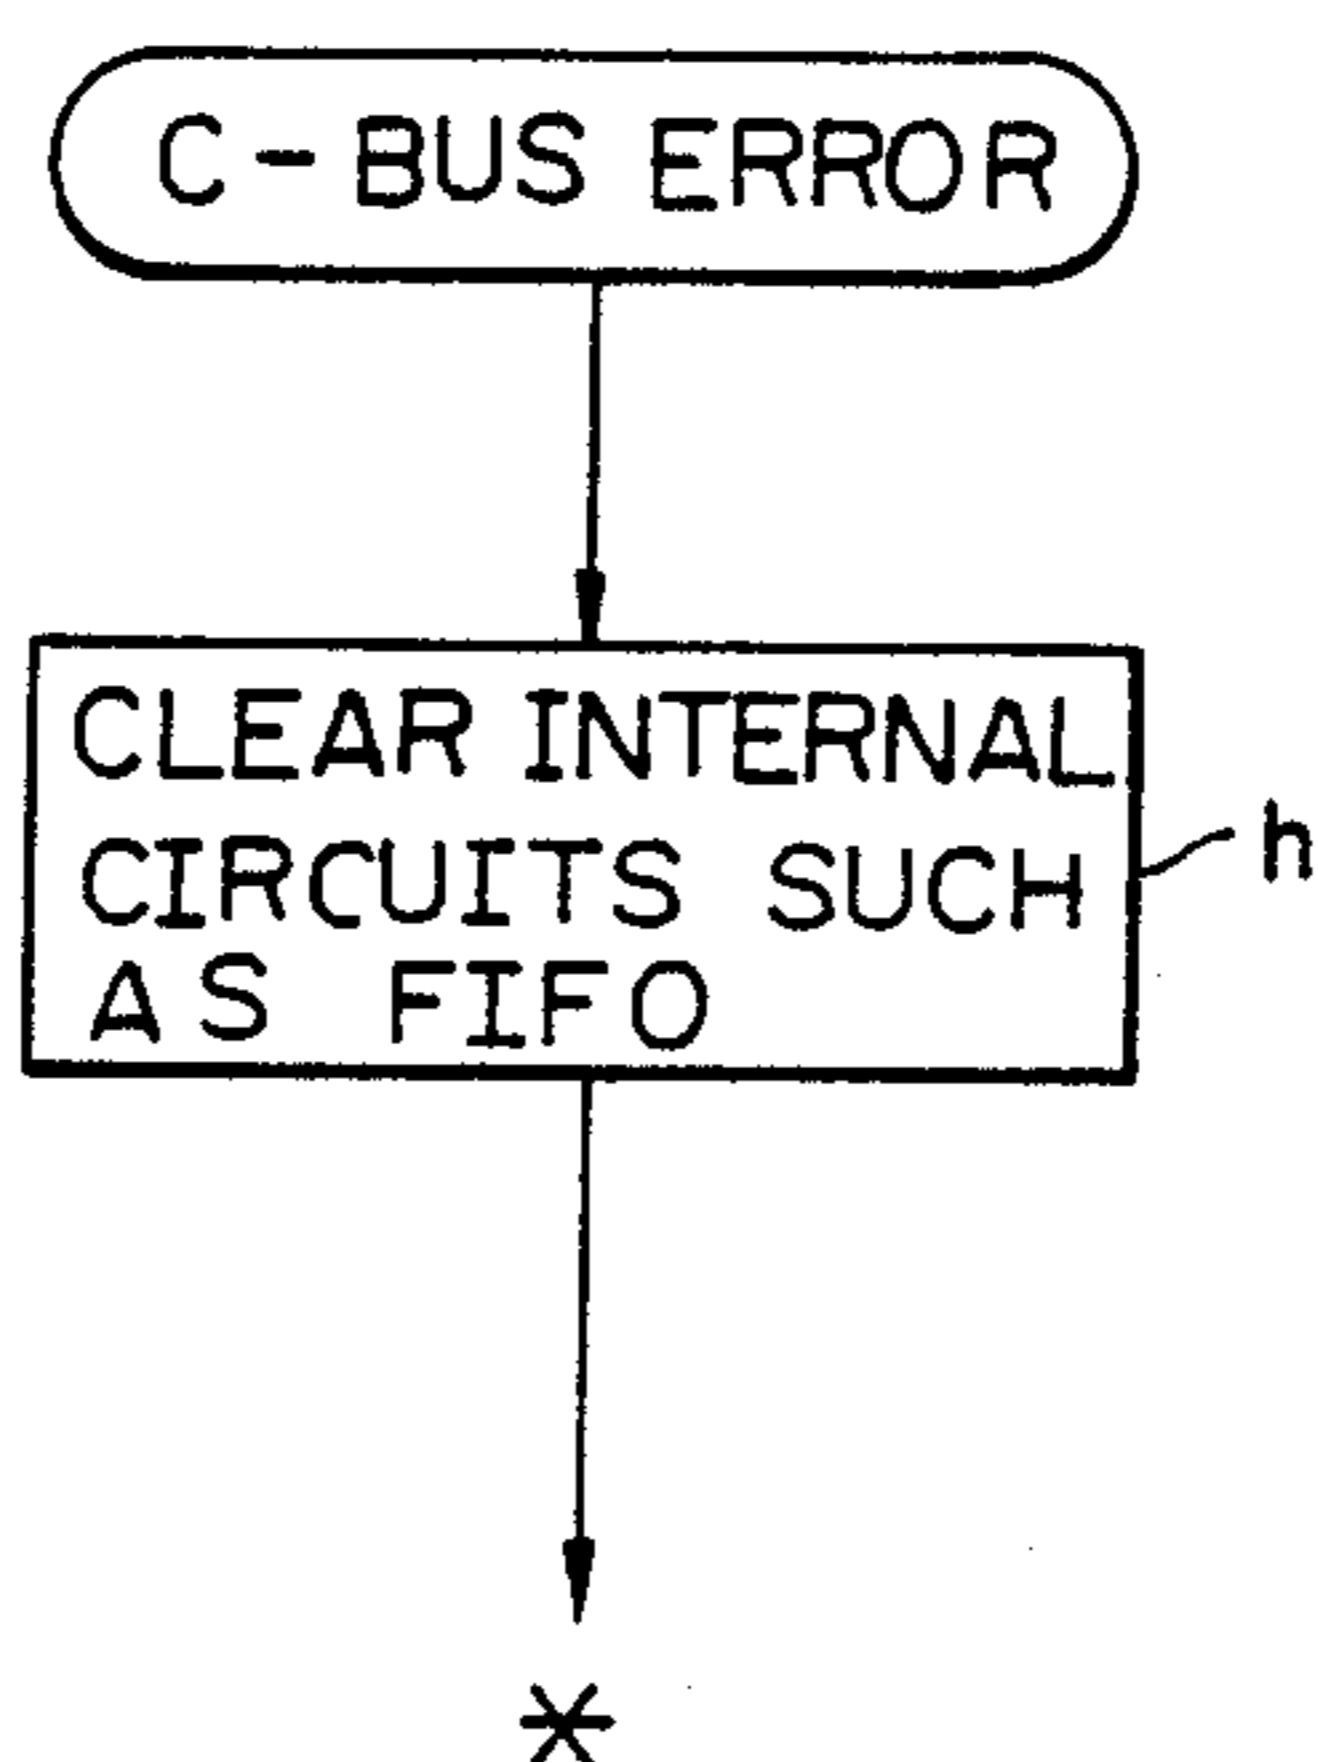 C-BUS ERROR
CLEAR INTERNAL
CIRCUITS SUCH
h
AS FIFO
*